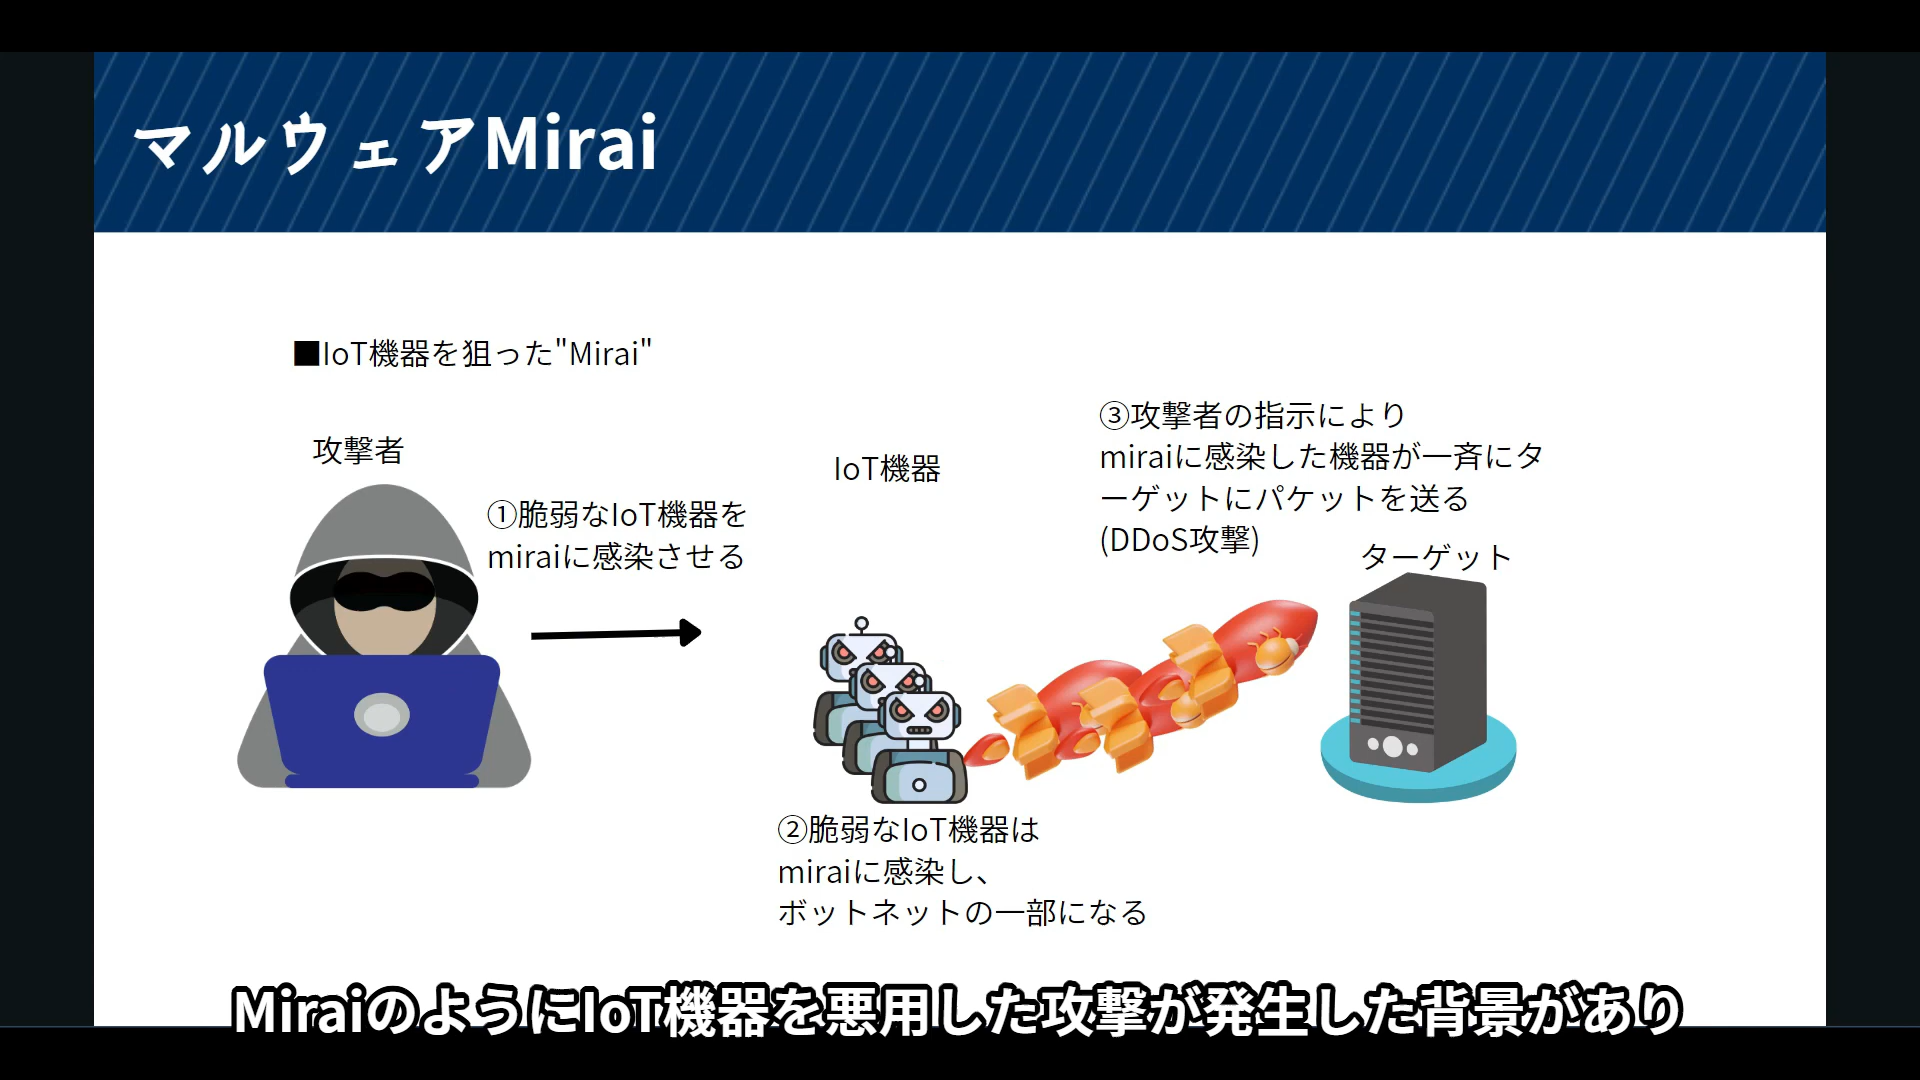 マルウェアMirai
■IoT機器を狙った"Mirai"
攻撃者
①脆弱なIoT機器を
miraiに感染させる
IoT機器
③攻撃者の指示により
miraiに感染した機器が一斉にタ
ーゲットにパケットを送る
(DDoS攻撃)
ターゲット
②脆弱なIoT機器は
miraiに感染し、
ボットネットの一部になる
MiraiのようにIoT機器を悪用した攻撃が発生した背景があり